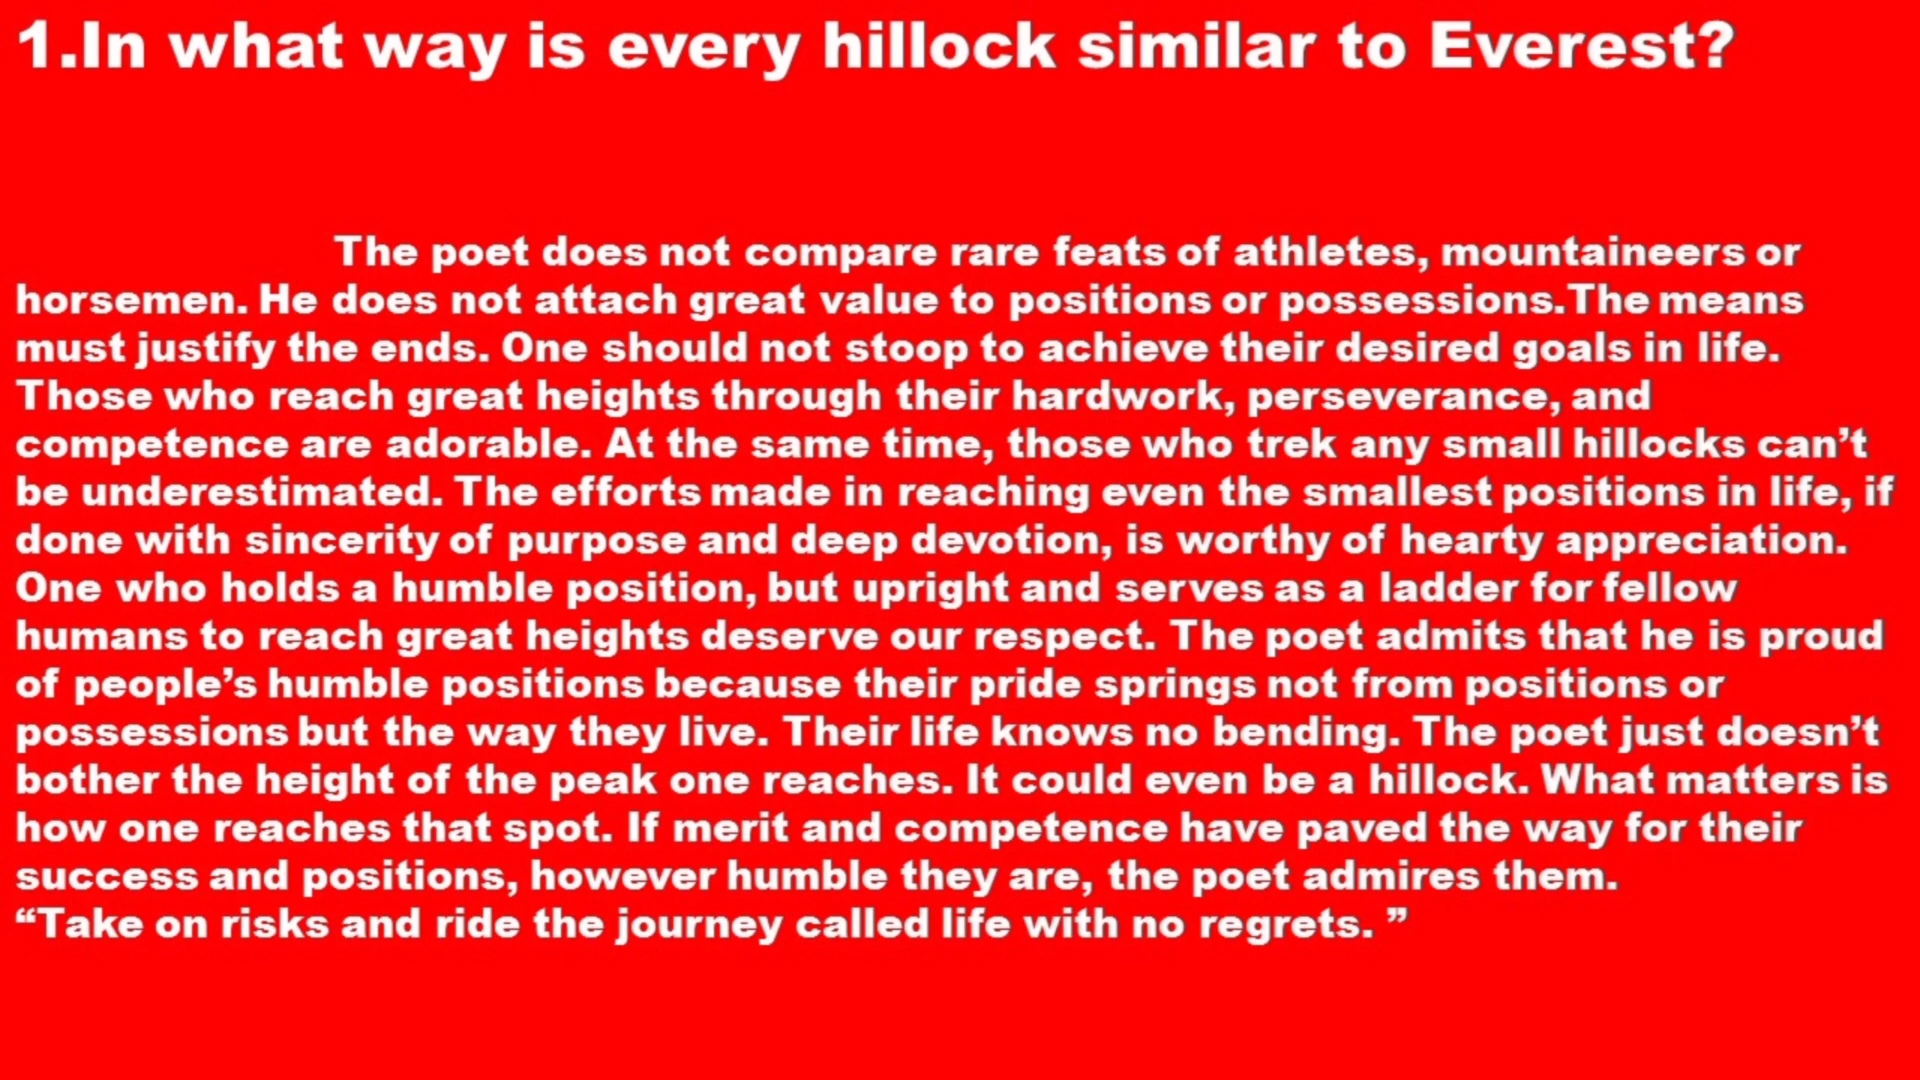 1.In what way is every hillock similar to Everest?
The poet does not compare rare feats of athletes, mountaineers or
horsemen. He does not attach great value to positions or possessions.The means
must justify the ends. One should not stoop to achieve their desired goals in life.
Those who reach great heights through their hardwork, perseverance, and
competence are adorable. At the same time, those who trek any small hillocks can’t
be underestimated. The efforts made in reaching even the smallest positions in life, if
done with sincerity of purpose and deep devotion, is worthy of hearty appreciation.
One who holds a humble position, but upright and serves as a ladder for fellow
humans to reach great heights deserve our respect. The poet admits that he is proud
of people’s humble positions because their pride springs not from positions or
possessions but the way they live. Their life knows no bending. The poet just doesn’t
bother the height of the peak one reaches. It could even be a hillock. What matters is
how one reaches that spot. If merit and competence have paved the way for their
success and positions, however humble they are, the poet admires them.
“Take on risks and ride the journey called life with no regrets. ”